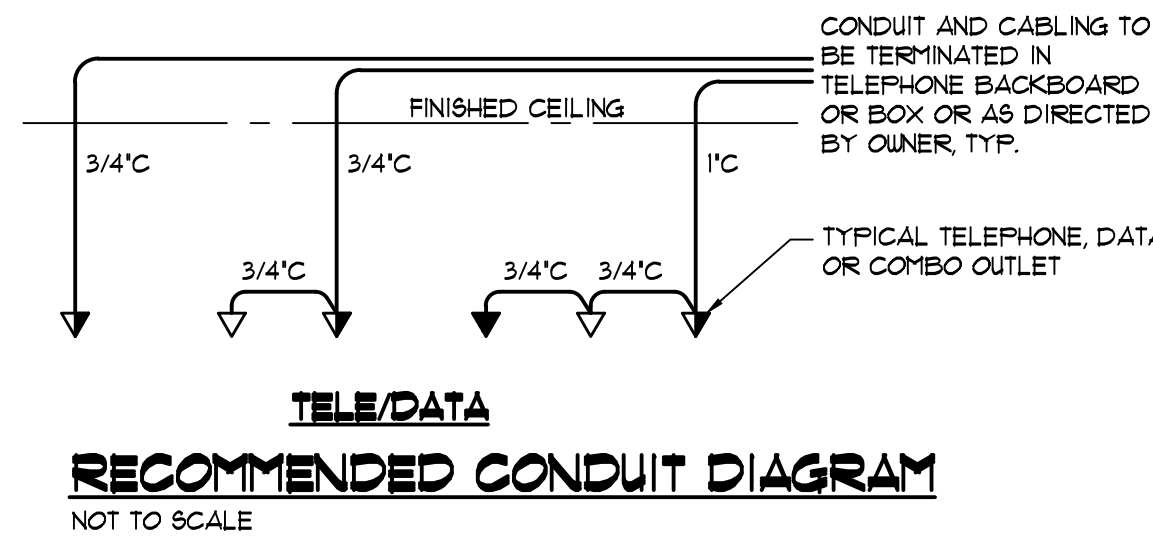 CONDUIT AND CABLING TO
BE TERMINATED IN
TELEPHONE BACKBOARD
OR BOX OR AS DIRECTED
BY OWNER, TYP.
FINISHED CEILING
3/4"C
3/4"C
1"C
TYPICAL TELEPHONE, DATA
OR COMBO OUTLET
3/4"C
3/4"C
3/4"C
TELE/DATA
RECOMMENDED CONDUIT DIAGRAM
NOT TO SCALE